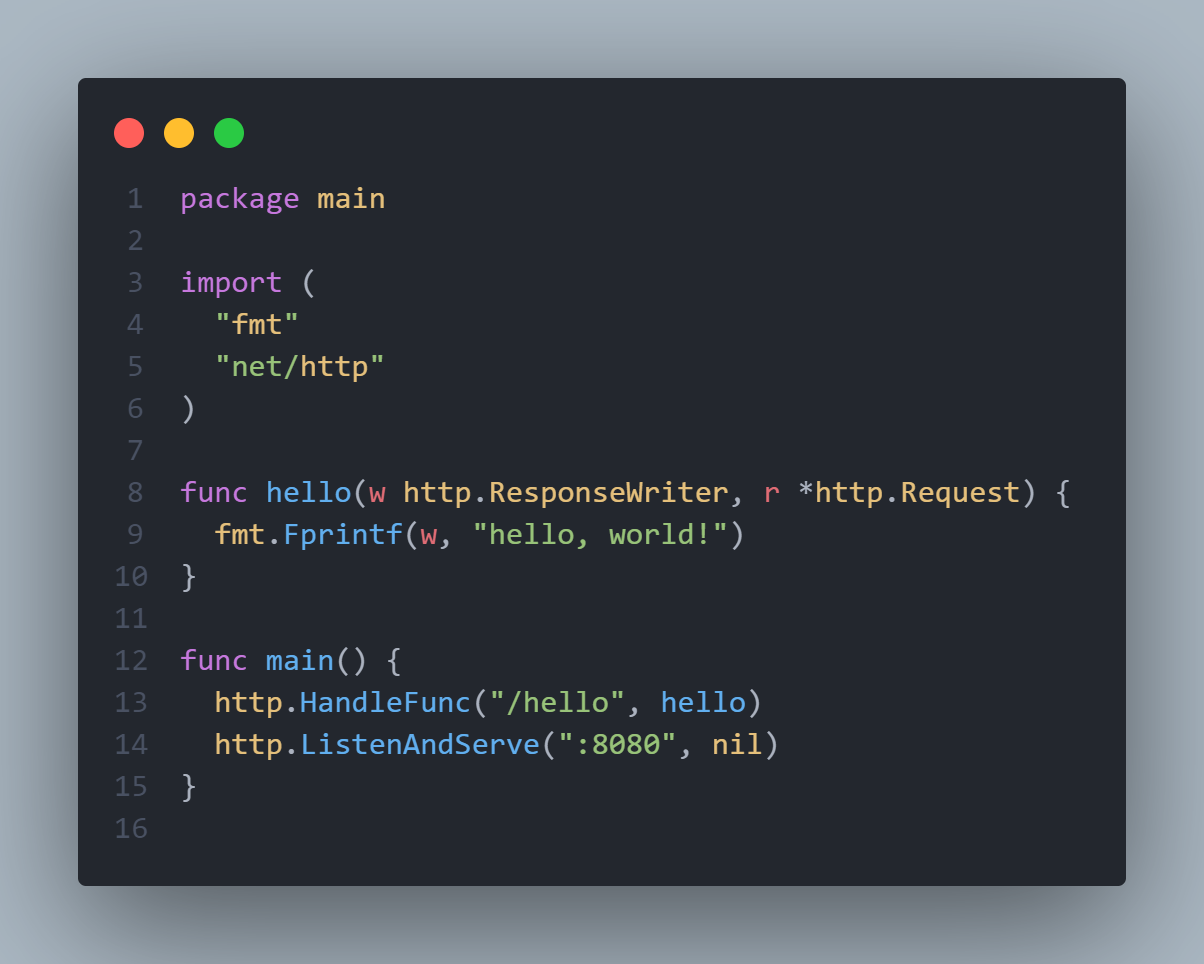 1 package main
2
3 import (
4   "fmt"
5   "net/http"
6 )
7
8 func hello(w http.ResponseWriter, r *http.Request) {
9   fmt.Fprintf(w, "hello, world!")
10 }
11
12 func main() {
13   http.HandleFunc("/hello", hello)
14   http.ListenAndServe(":8080", nil)
15 }
16